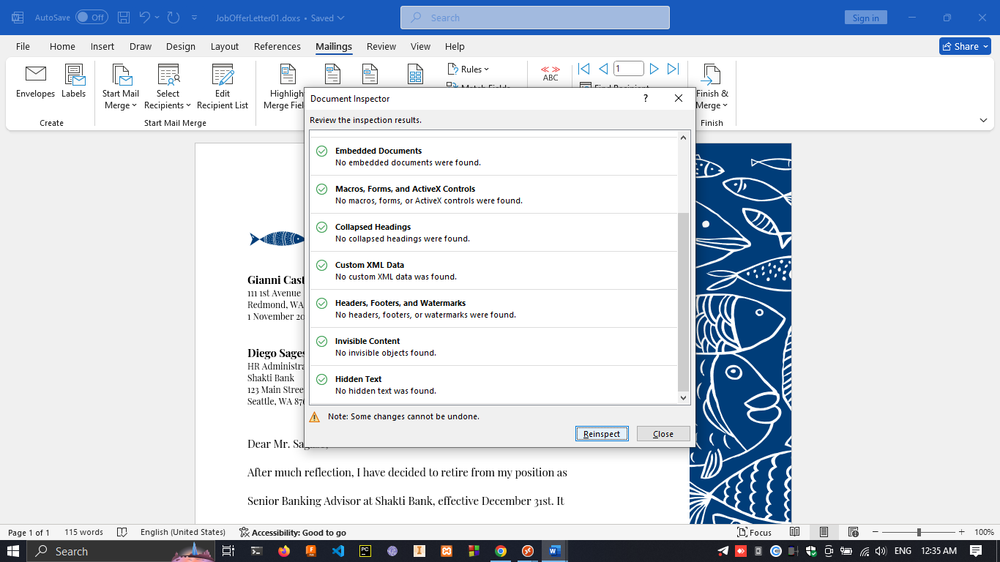 AutoSave Off JobOfferLetter01.doxs • Saved Search Sign in
File Home Insert Draw Design Layout References Mailings Review View Help Share
Envelopes Labels
Create
Start Mail Merge
Select Recipients
Edit Recipient List
Start Mail Merge
Highlight
Merge
Rules
ABC
1
Find Recipient
Finish & Merge
Finish
Document Inspector ?
Review the inspection results.
Embedded Documents
No embedded documents were found.
Macros, Forms, and ActiveX Controls
No macros, forms, or ActiveX controls were found.
Collapsed Headings
No collapsed headings were found.
Custom XML Data
No custom XML data was found.
Headers, Footers, and Watermarks
No headers, footers, or watermarks were found.
Invisible Content
No invisible objects found.
Hidden Text
No hidden text was found.
Note: Some changes cannot be undone.
Reinspect Close
Gianni Cast
111 1st Avenue
Redmond, WA
1 November 20
Diego Sages
HR Administra
Shakti Bank
123 Main Stree
Seattle, WA 876
Dear Mr.
After much reflection, I have decided to retire from my position as
Senior Banking Advisor at Shakti Bank, effective December 31st. It
Page 1 of 1 115 words English (United States) Accessibility: Good to go Focus 100%
Search ENG 12:35 AM